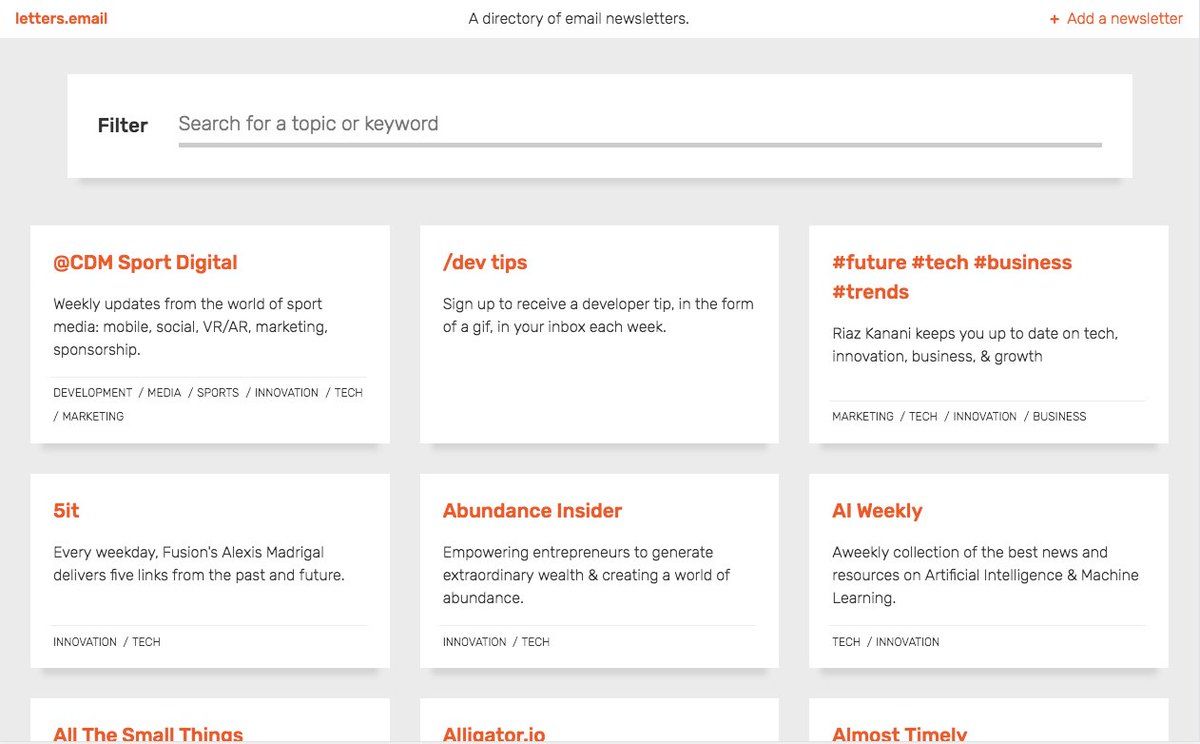 letters.email
A directory of email newsletters.
+ Add a newsletter
Filter
Search for a topic or keyword
@CDM Sport Digital
Weekly updates from the world of sport
media: mobile, social, VR/AR, marketing,
sponsorship.
DEVELOPMENT / MEDIA / SPORTS / INNOVATION / TECH
/ MARKETING
/dev tips
Sign up to receive a developer tip, in the form
of a gif, in your inbox each week.
#future #tech #business
#trends
Riaz Kanani keeps you up to date on tech,
innovation, business, & growth
MARKETING / TECH / INNOVATION / BUSINESS
5it
Every weekday, Fusion's Alexis Madrigal
delivers five links from the past and future.
INNOVATION / TECH
Abundance Insider
Empowering entrepreneurs to generate
extraordinary wealth & creating a world of
abundance.
INNOVATION / TECH
AI Weekly
Aweekly collection of the best news and
resources on Artificial Intelligence & Machine
Learning.
TECH / INNOVATION
All The Small Things
Alligator.io
Almost Timely